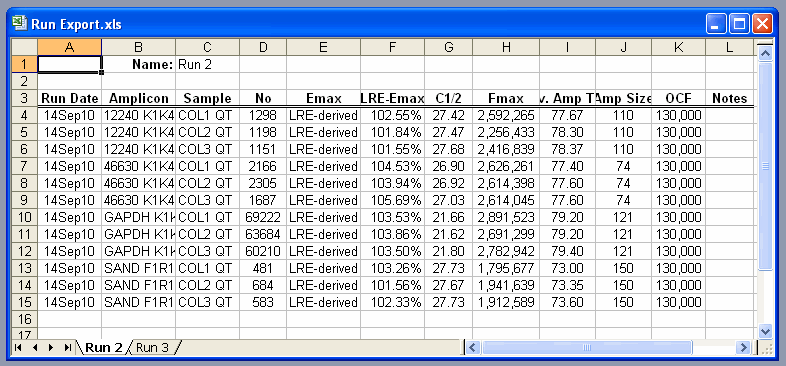 Run Export.xls
A B C D E F G H I J K L
1 Name: Run 2
2
3 Run Date Amplicon Sample No Emax LRE-Emax C1/2 Fmax v. Amp T Amp Size OCF Notes
4 14Sep10 12240 K1K4 COL1 QT 1298 LRE-derived 102.55% 27.42 2,592,265 77.67 110 130,000
5 14Sep10 12240 K1K4 COL2 QT 1198 LRE-derived 101.84% 27.47 2,256,433 78.30 110 130,000
6 14Sep10 12240 K1K4 COL3 QT 1151 LRE-derived 101.55% 27.68 2,416,839 78.37 110 130,000
7 14Sep10 46630 K1K4 COL1 QT 2166 LRE-derived 104.53% 26.90 2,626,261 77.40 74 130,000
8 14Sep10 46630 K1K4 COL2 QT 2305 LRE-derived 103.94% 26.92 2,614,398 77.60 74 130,000
9 14Sep10 46630 K1K4 COL3 QT 1687 LRE-derived 105.69% 27.03 2,614,045 77.60 74 130,000
10 14Sep10 GAPDH K1K COL1 QT 69222 LRE-derived 103.53% 21.66 2,891,523 79.20 121 130,000
11 14Sep10 GAPDH K1K COL2 QT 63684 LRE-derived 103.86% 21.62 2,691,299 79.20 121 130,000
12 14Sep10 GAPDH K1K COL3 QT 60210 LRE-derived 103.50% 21.80 2,782,942 79.40 121 130,000
13 14Sep10 SAND F1R1 COL1 QT 481 LRE-derived 103.26% 27.73 1,795,677 73.00 150 130,000
14 14Sep10 SAND F1R1 COL2 QT 684 LRE-derived 101.56% 27.67 1,941,639 73.35 150 130,000
15 14Sep10 SAND F1R1 COL3 QT 583 LRE-derived 102.33% 27.73 1,912,589 73.60 150 130,000
16
17
Run 2 Run 3